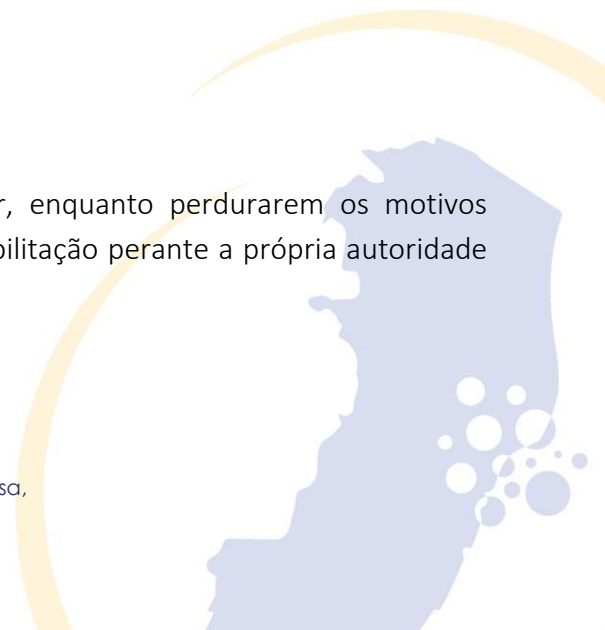 r, enquanto perdurarem os motivos
bilitação perante a própria autoridade
sa,